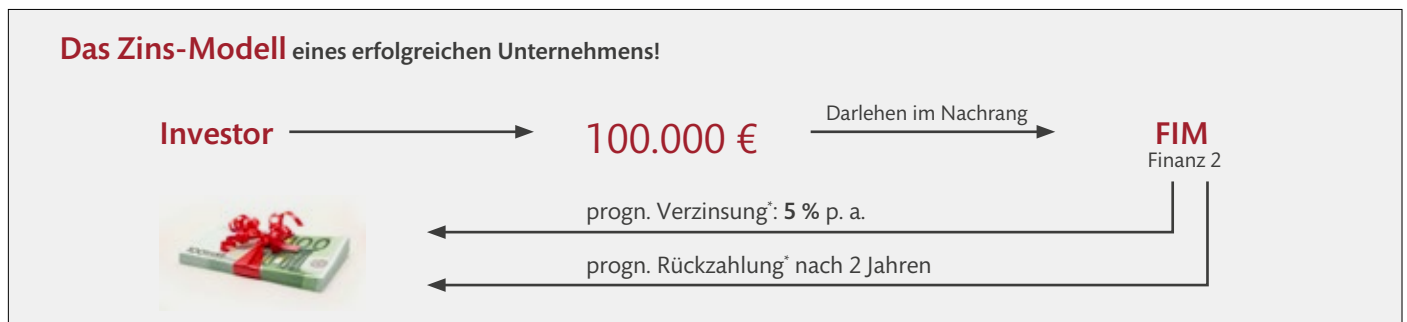 Das Zins-Modell eines erfolgreichen Unternehmens!
Investor
100.000 €
Darlehen im Nachrang
FIM
Finanz 2
progn. Verzinsung*: 5 % p. a.
progn. Rückzahlung* nach 2 Jahren